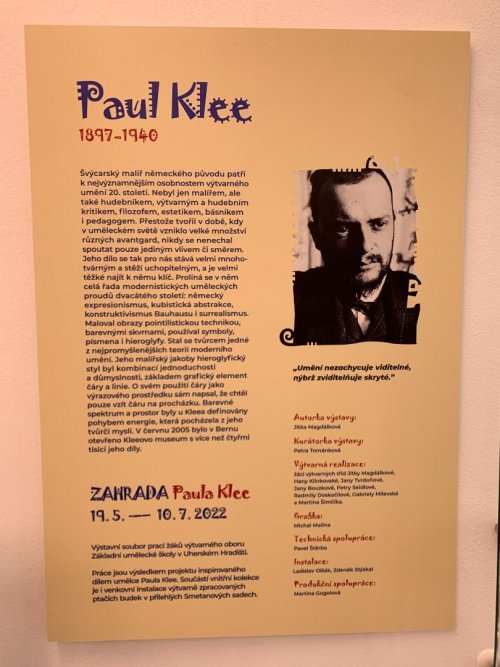 Paul Klee
1897–1940
Švýcarský malíř německého původu patří
k nejvýznamnějším osobnostem výtvarného
umění 20. století. Nebyl jen malířem, ale
také hudebníkem, výtvarným a hudebním
kritikem, filozofem, estetikem, básníkem
i pedagogem. Přestože tvořil v době, kdy
v uměleckém světě vzniklo velké množství
různých avantgard, nikdy se nenechal
spoutat pouze jediným vlivem či směrem.
Jeho dílo se tak pro nás stává velmi mnoho-
tvárným a stěží uchopitelným, a je velmi
těžké najít k němu klíč. Prolíná se v něm
celá řada modernistických uměleckých
proudů dvacátého století: německý
expresionismus, kubistická abstrakce,
konstruktivismus Bauhausu i surrealismus.
Maloval obrazy pointilistickou technikou,
barevnými skvrnami, používal symboly,
písmena i hieroglyfy. Stal se tvůrcem jedné
z nejpromyšlenějších teorií moderního
umění. Jeho malířský jakoby hieroglyfický
styl byl kombinací jednoduchosti
a důmyslnosti, základem grafický element
čáry a linie. O svém použití čáry jako
výrazového prostředku sám napsal, že chtěl
pouze vzít čáru na procházku. Barevné
spektrum a prostor byly u Kleea definovány
pohybem energie, která pocházela z jeho
tvůrčí mysli. V červnu 2005 bylo v Bernu
otevřeno Kleeovo museum s více než čtyřmi
tisíci jeho díly.
„Umění nezachycuje viditelné,
nýbrž zviditelňuje skryté.“
ZAHRADA Paula Klee
19. 5. — 10. 7. 2022
Výstavní soubor prací žáků výtvarného oboru
Základní umělecké školy v Uherském Hradišti.
Práce jsou výsledkem projektu inspirovaného
dílem umělce Paula Klee. Součástí vnitřní kolekce
je i venkovní instalace výtvarně zpracovaných
ptačích budek v přilehlých Smetanových sadech.
Autorka výstavy:
Jitka Magdálková
Kurátorka výstavy:
Petra Tománková
Výtvarná realizace:
žáci výtvarných tříd Jitky Magdálkové,
Hany Klinkovské, Jany Tvrdoňové,
Jany Bouzkové, Petry Seidlové,
Radmily Doskočilové, Gabriely Milevské
a Martina Šimčíka.
Grafika:
Michal Malina
Technická spolupráce:
Pavel Štěrba
Instalace:
Ladislav Olšák, Zdeněk Stýskal
Produkční spolupráce:
Martina Gogolová